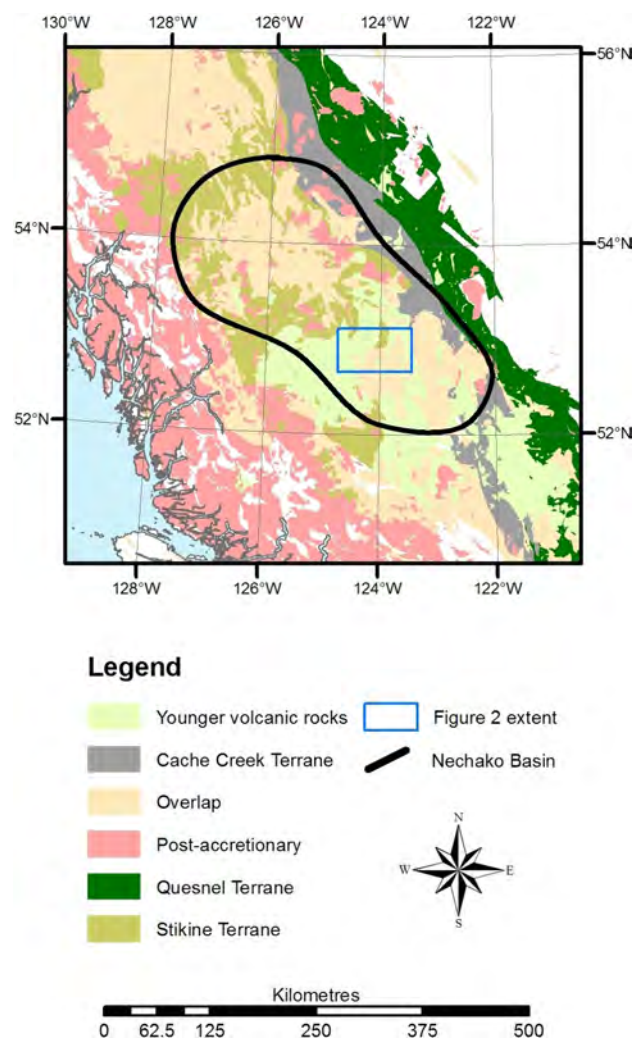 130°W 128°W 126°W 124°W 122°W
56°N
54°N 54°N
52°N 52°N
128°W 126°W 124°W 122°W
Legend
Younger volcanic rocks
Figure 2 extent
Cache Creek Terrane
Nechako Basin
Overlap
Post-accretionary
Quesnel Terrane
Stikine Terrane
N
W E
S
Kilometres
0 62.5 125 250 375 500